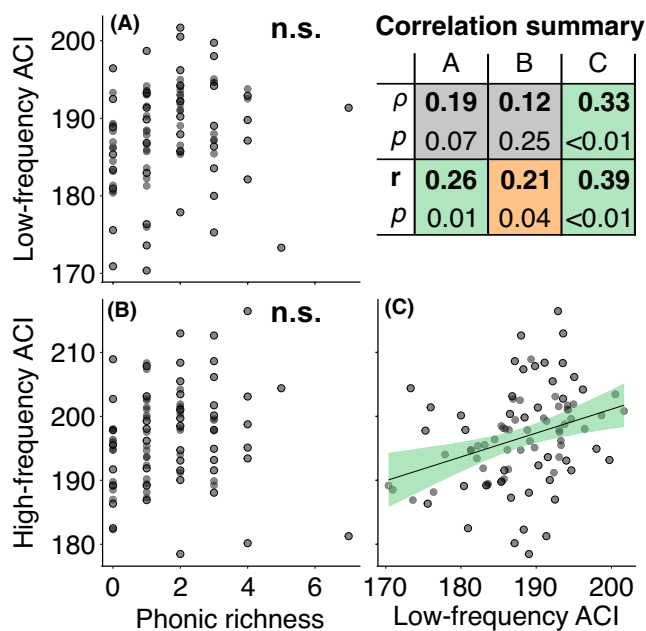 (A)
n.s.
Low-frequency ACI
200
190
180
170
Correlation summary
A B C
ρ 0.19 0.12 0.33
p 0.07 0.25 <0.01
r 0.26 0.21 0.39
p 0.01 0.04 <0.01
(B)
n.s.
High-frequency ACI
210
200
190
180
0 2 4 6
Phonic richness
(C)
170 180 190 200
Low-frequency ACI